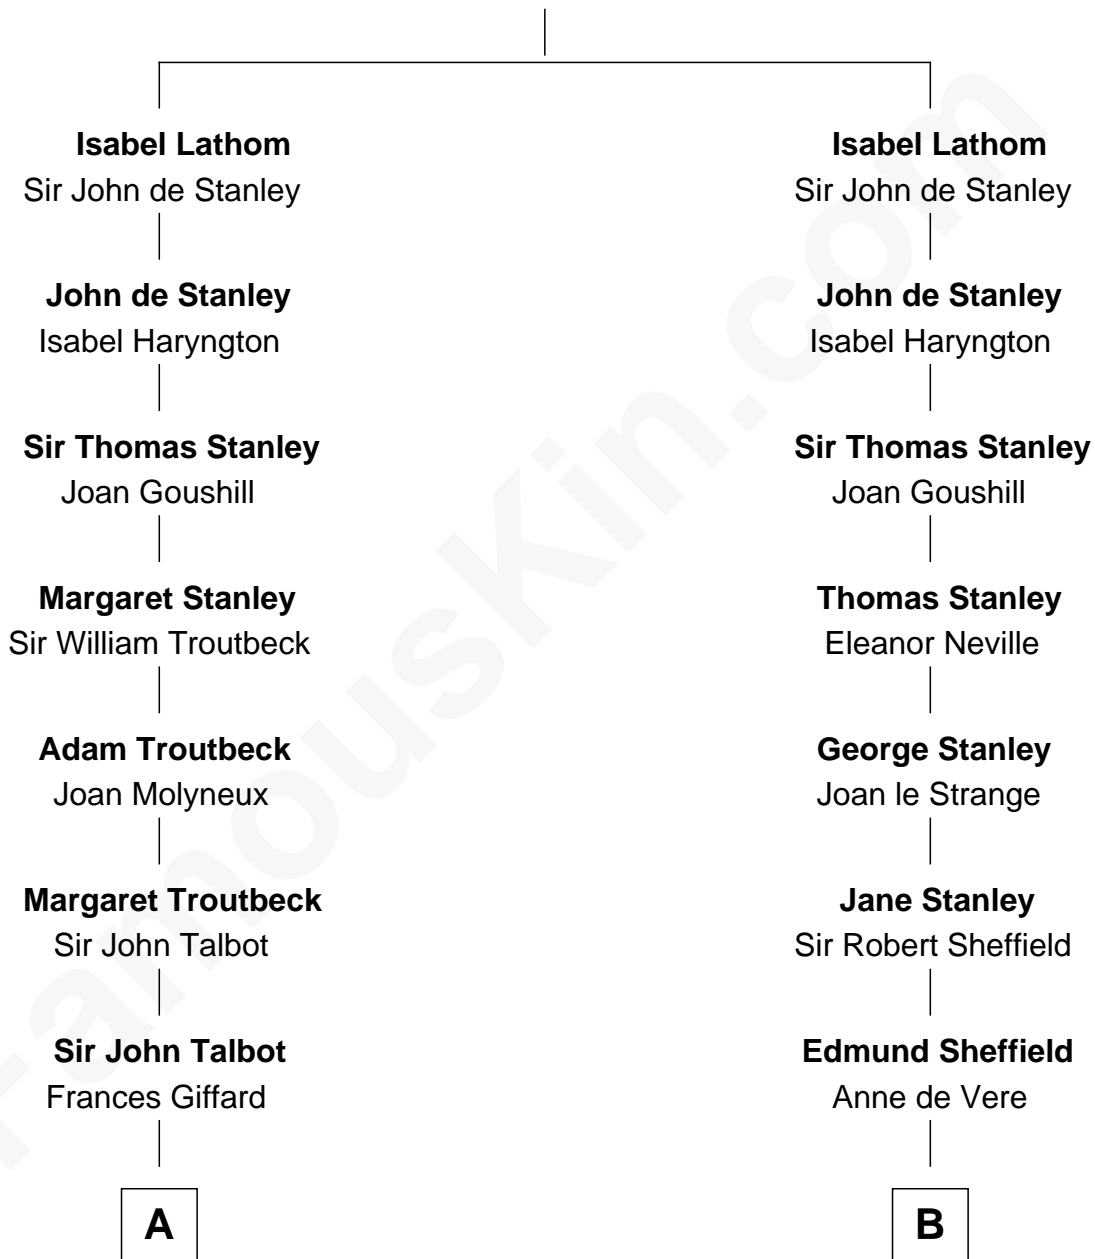 Isabel Lathom
Sir John de Stanley
John de Stanley
Isabel Haryngton
Sir Thomas Stanley
Joan Goushill
Margaret Stanley
Sir William Troutbeck
Adam Troutbeck
Joan Molyneux
Margaret Troutbeck
Sir John Talbot
Sir John Talbot
Frances Giffard
A
Isabel Lathom
Sir John de Stanley
John de Stanley
Isabel Haryngton
Sir Thomas Stanley
Joan Goushill
Thomas Stanley
Eleanor Neville
George Stanley
Joan le Strange
Jane Stanley
Sir Robert Sheffield
Edmund Sheffield
Anne de Vere
B
FamousKin.com